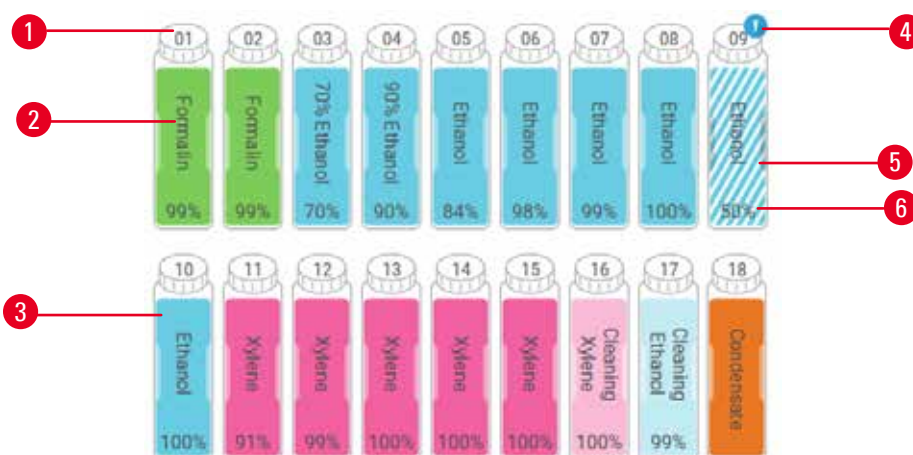 1 01 02 03 04 05 06 07 08 09 ! 4
2 Formalin Formalin 70% Ethanol 90% Ethanol Ethanol Ethanol Ethanol Ethanol Ethanol 5
99% 99% 70% 90% 84% 98% 99% 100% 50% 6
10 11 12 13 14 15 16 17 18
3 Ethanol Xylene Xylene Xylene Xylene Xylene Cleaning Xylene Cleaning Ethanol Condensate
100% 91% 99% 100% 100% 100% 100% 99%